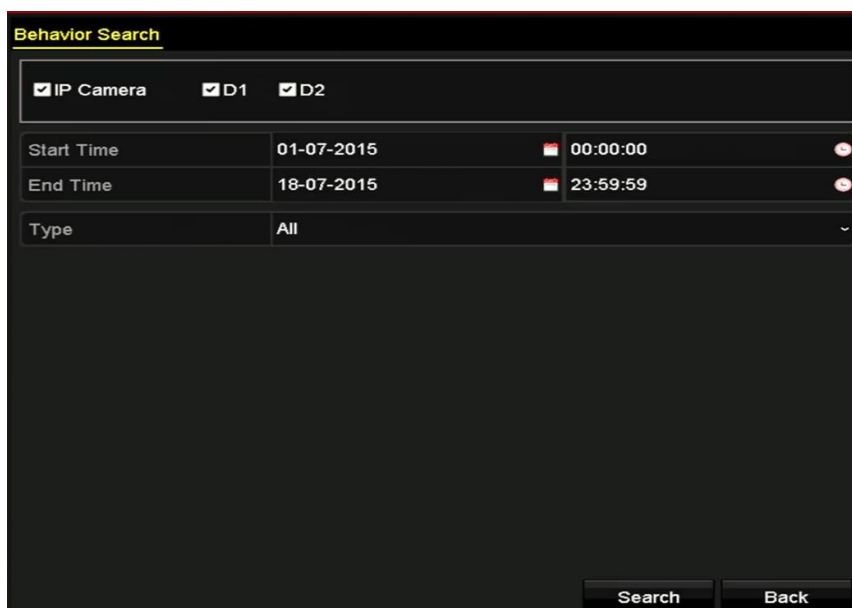 Behavior Search
IP Camera D1 D2
Start Time 01-07-2015 00:00:00
End Time 18-07-2015 23:59:59
Type All
Search Back